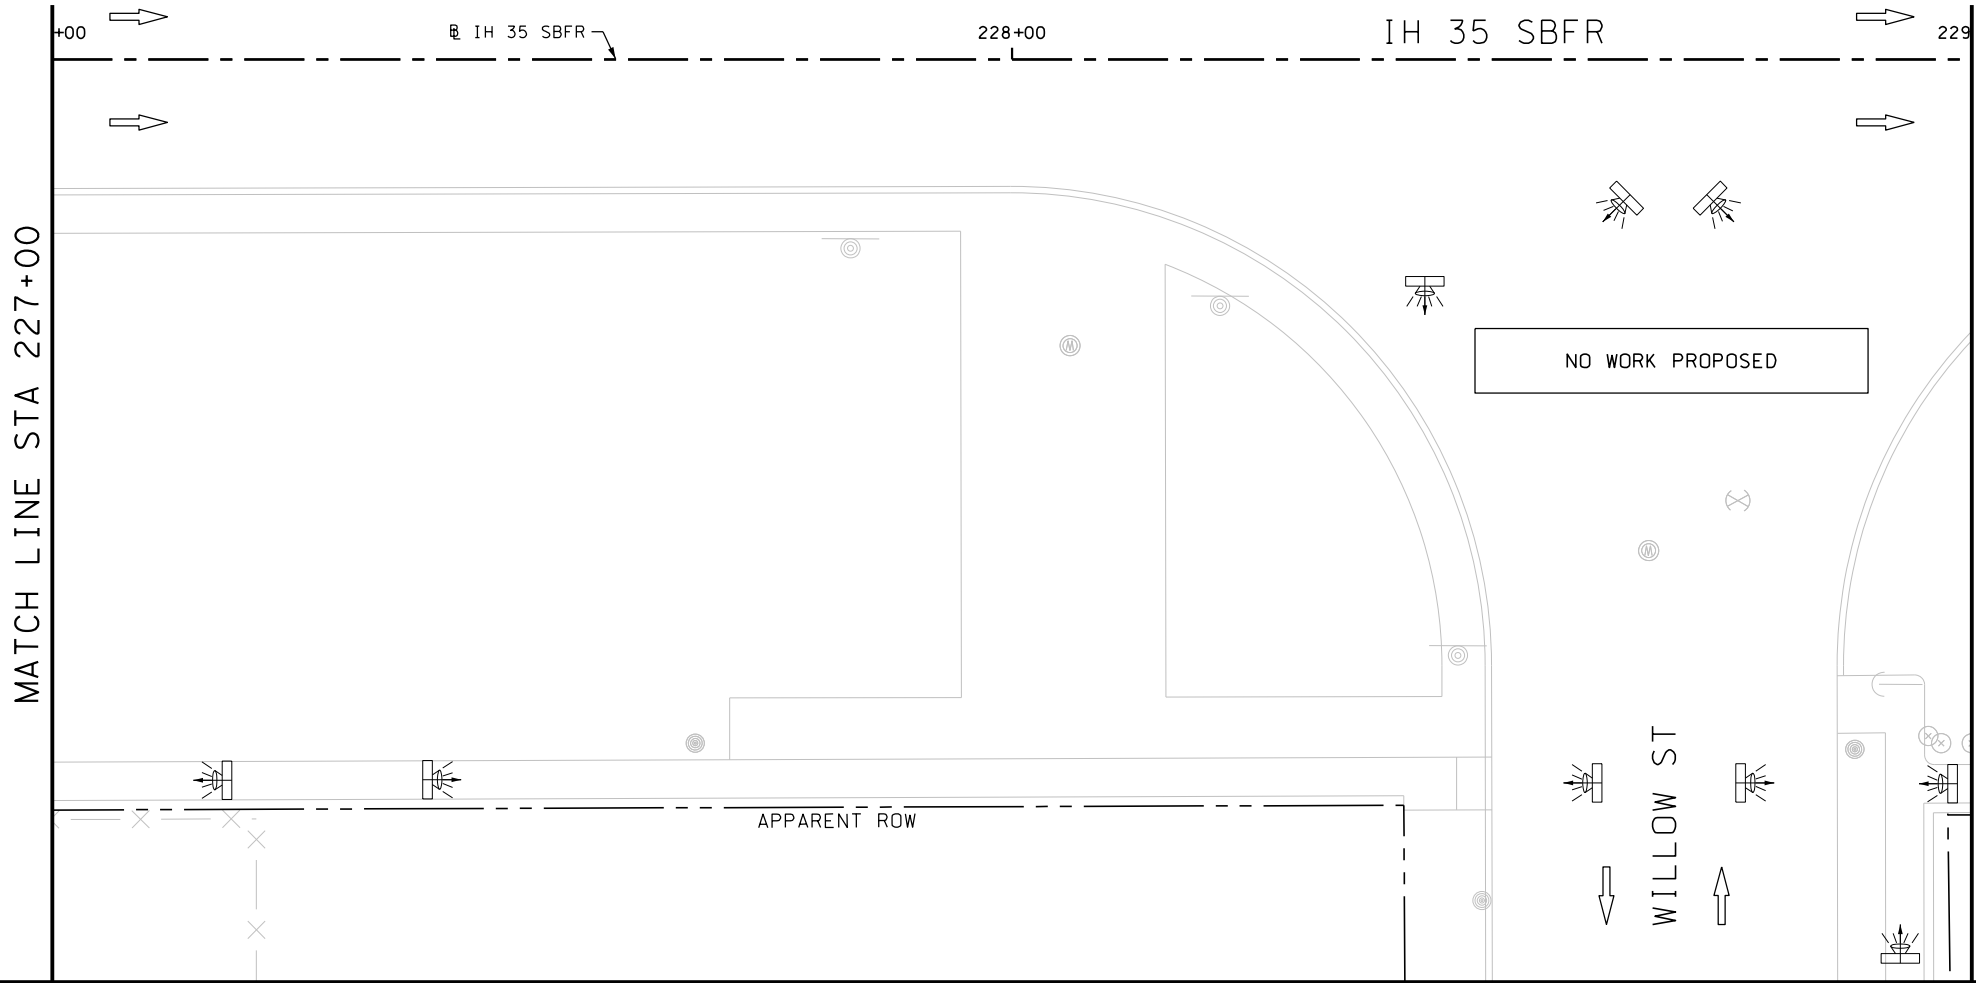 +00
BL IH 35 SBFR
228+00
IH 35 SBFR
229
MATCH LINE STA 227+00
NO WORK PROPOSED
M
M
WILLOW ST
APPARENT ROW